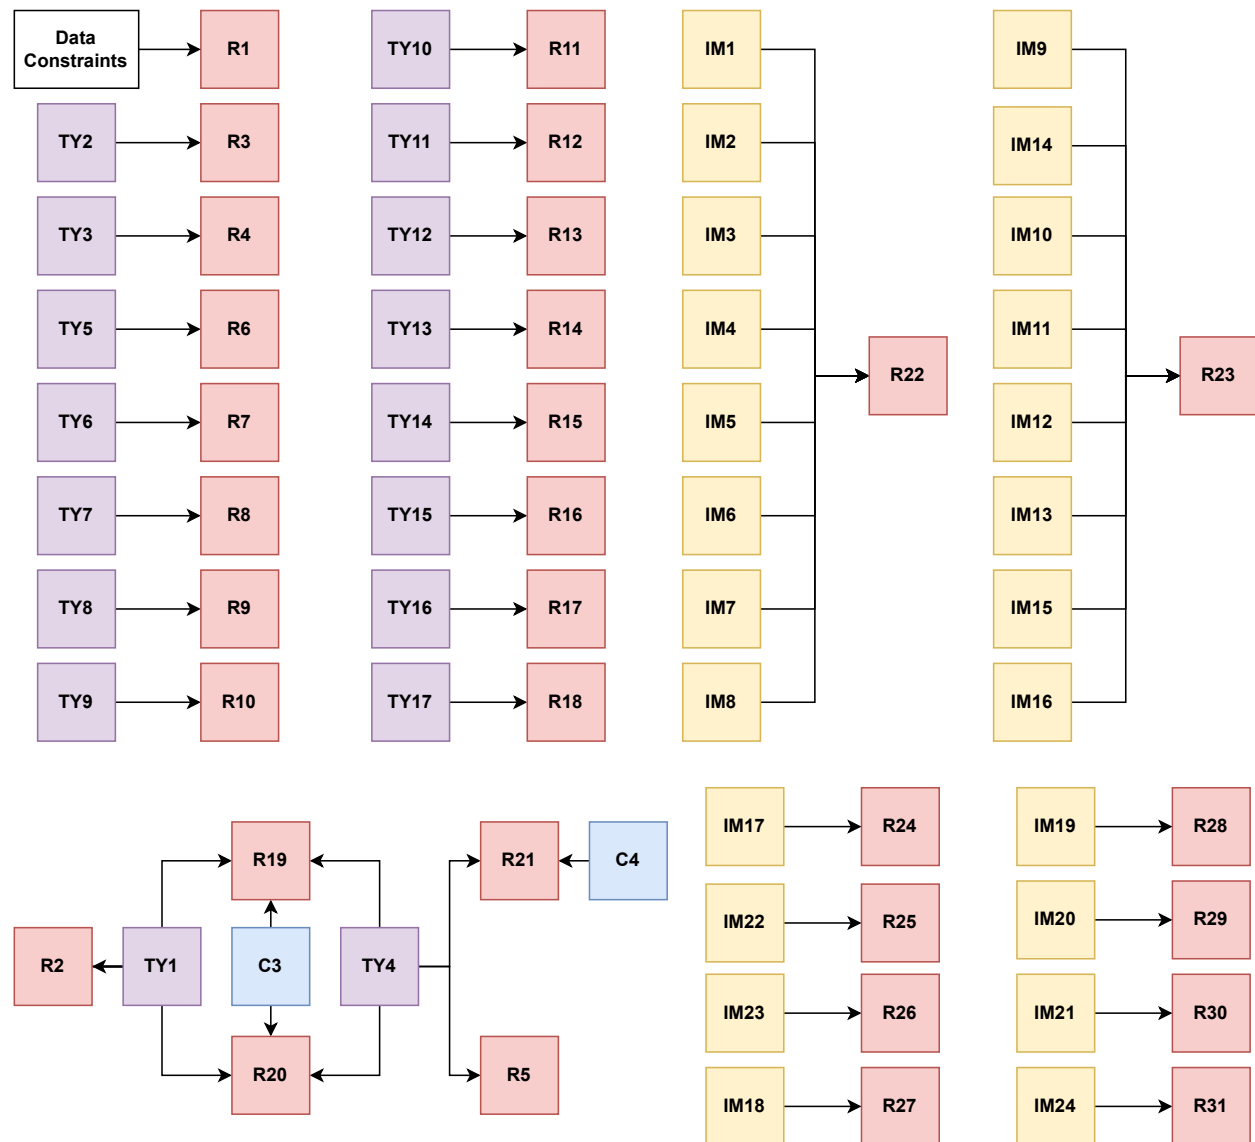 Data
Constraints
R1
TY10
R11
IM1
IM9
TY2
R3
TY11
R12
IM2
IM14
TY3
R4
TY12
R13
IM3
IM10
TY5
R6
TY13
R14
IM4
IM11
R22
R23
TY6
R7
TY14
R15
IM5
IM12
TY7
R8
TY15
R16
IM6
IM13
TY8
R9
TY16
R17
IM7
IM15
TY9
R10
TY17
R18
IM8
IM16
R19
R21
C4
R2
TY1
C3
TY4
R20
R5
IM17
R24
IM19
R28
IM22
R25
IM20
R29
IM23
R26
IM21
R30
IM18
R27
IM24
R31